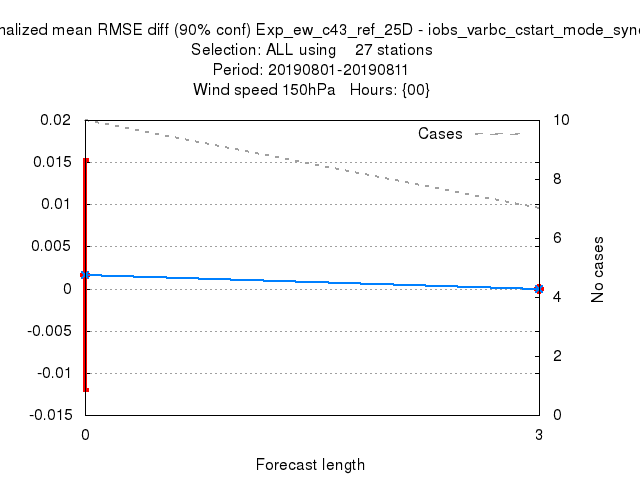 nalized mean RMSE diff (90% conf) Exp_ew_c43_ref_25D - iobs_varbc_cstart_mode_syn
Selection: ALL using 27 stations
Period: 20190801-20190811
Wind speed 150hPa Hours: {00}
Cases
0.02
0.015
0.01
0.005
0
-0.005
-0.01
-0.015
10
8
6
4
2
0
No cases
0
3
Forecast length